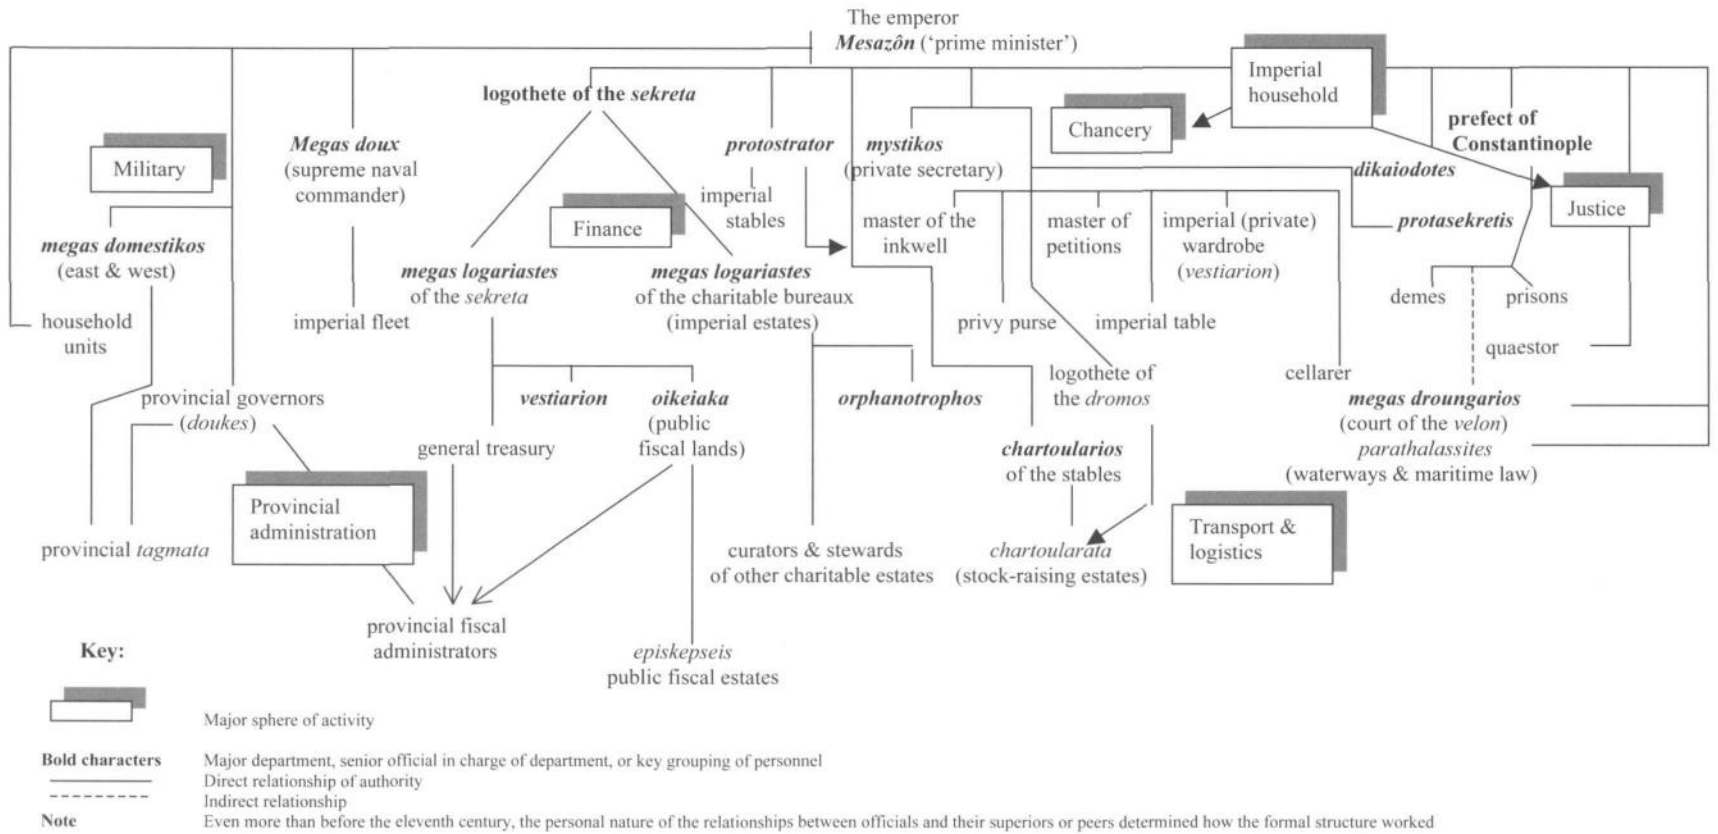 The emperor
Mesazôn ('prime minister')
Imperial
household
logothete of the sekreta
Chancery
prefect of
Constantinople
Military
Megas doux
(supreme naval
commander)
protostrator
mystikos
(private secretary)
dikaiodotes
imperial
stables
Finance
master of the
inkwell
master of
petitions
imperial (private)
wardrobe
(vestiarion)
protasekretis
Justice
megas domestikos
(east & west)
megas logariastes
of the sekreta
megas logariastes
of the charitable bureaux
(imperial estates)
demes
prisons
household
units
imperial fleet
privy purse
imperial table
quaestor
provincial governors
(doukes)
vestiarion
oikeiaka
(public
fiscal lands)
orphanotrophos
logothete of
the dromos
cellarer
megas droungarios
(court of the velon)
parathalassites
(waterways & maritime law)
general treasury
chartoularios
of the stables
Provincial
administration
Transport &
logistics
provincial tagmata
curators & stewards
of other charitable estates
chartoularata
(stock-raising estates)
provincial fiscal
administrators
episkepseis
public fiscal estates
Key:
Major sphere of activity
Bold characters Major department, senior official in charge of department, or key grouping of personnel
Direct relationship of authority
Indirect relationship
Note Even more than before the eleventh century, the personal nature of the relationships between officials and their superiors or peers determined how the formal structure worked